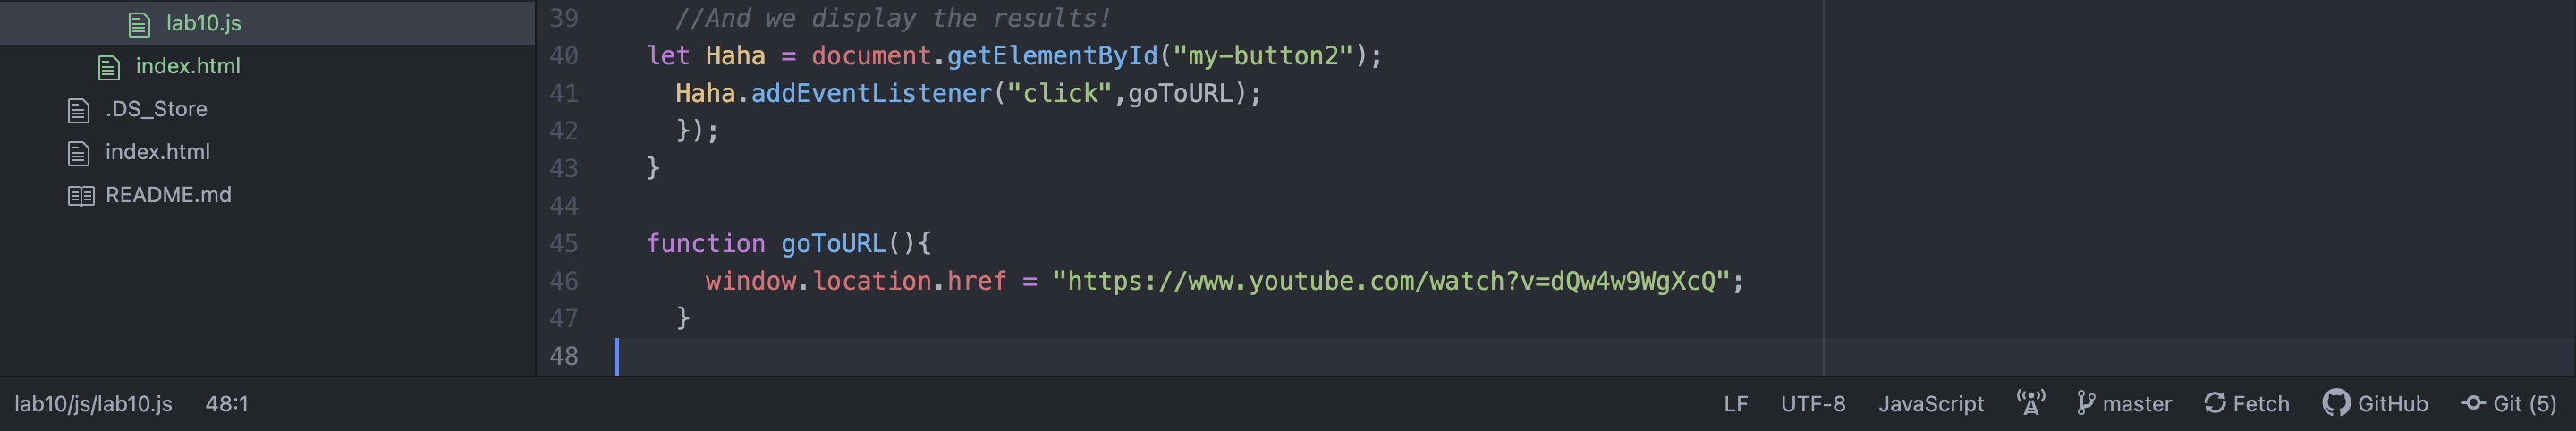 lab10.js
index.html
.DS_Store
index.html
README.md
39 //And we display the results!
40 let Haha = document.getElementById("my-button2");
41 Haha.addEventListener("click",goToURL);
42 });
43 }
44
45 function goToURL(){
46 window.location.href = "https://www.youtube.com/watch?v=dQw4w9WgXcQ";
47 }
48
lab10/js/lab10.js 48:1 LF UTF-8 JavaScript master Fetch GitHub Git (5)